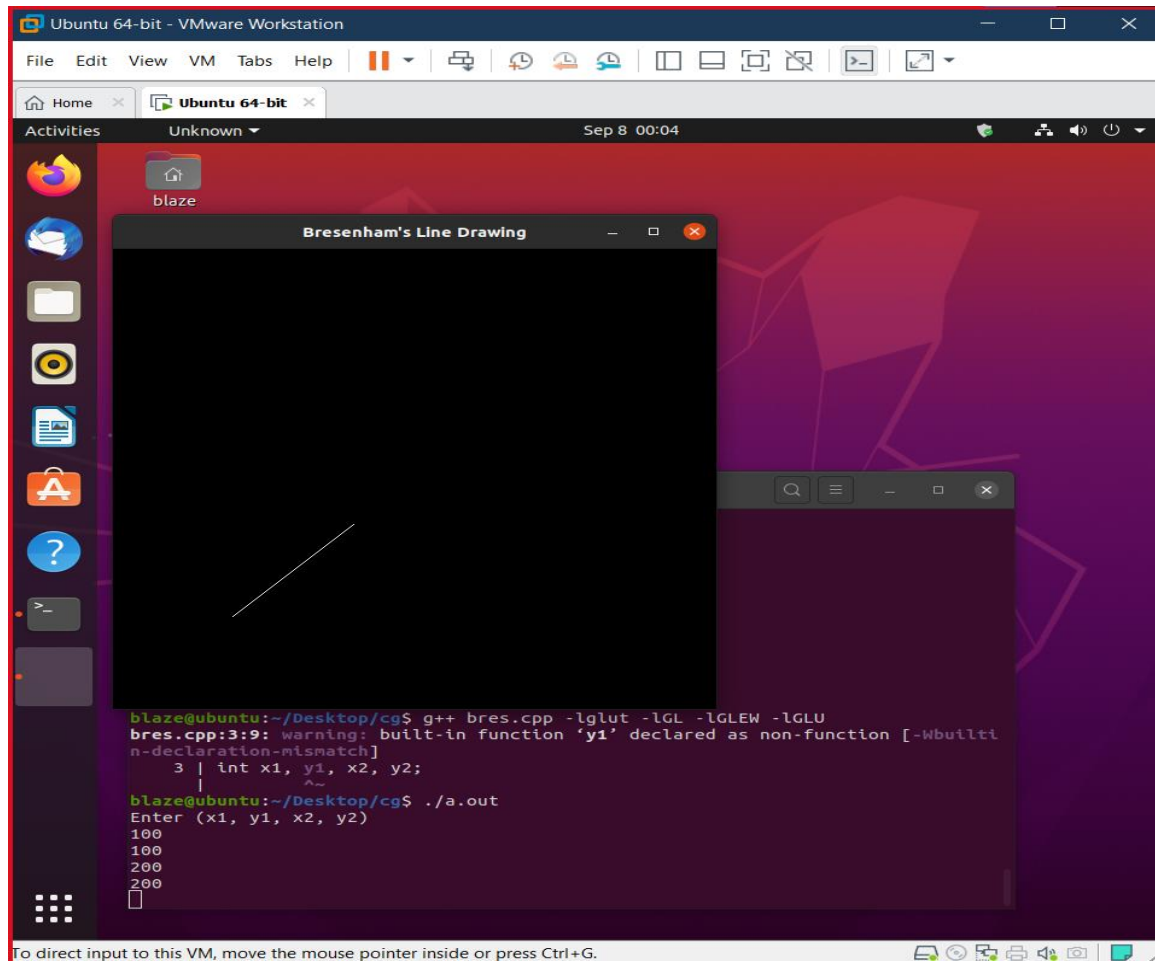 Ubuntu 64-bit - VMware Workstation
File Edit View VM Tabs Help
Home
Ubuntu 64-bit
Activities Unknown Sep 8 00:04
blaze
Bresenham's Line Drawing
blaze@ubuntu:~/Desktop/cg$ g++ bres.cpp -lglut -lGL -lGLEW -lGLU
bres.cpp:3:9: warning: built-in function ‘y1’ declared as non-function [-Wbuilti
n-declaration-mismatch]
3 | int x1, y1, x2, y2;
| ^~
blaze@ubuntu:~/Desktop/cg$ ./a.out
Enter (x1, y1, x2, y2)
100
100
200
200
To direct input to this VM, move the mouse pointer inside or press Ctrl+G.